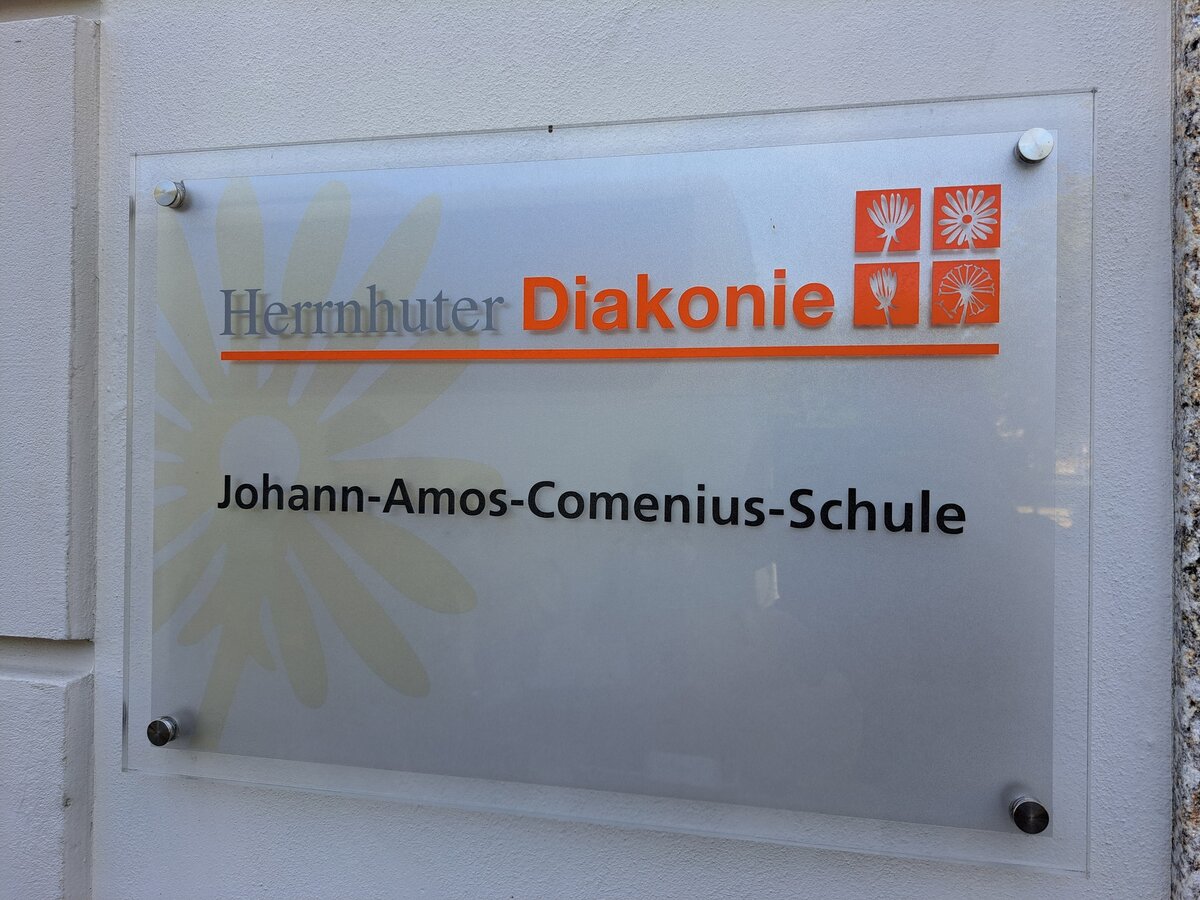 Herrnhuter Diakonie
Johann-Amos-Comenius-Schule